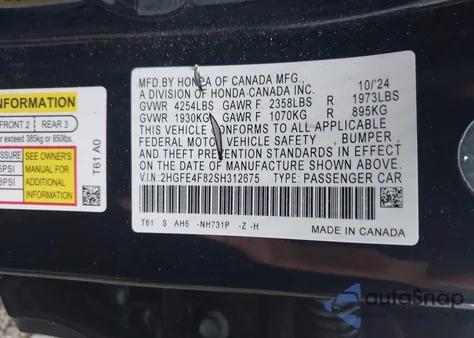 INFORMATION
FRONT 2 REAR 3
exceed 385kg or 850lbs.
SEE OWNER'S
MANUAL FOR
ADDITIONAL
INFORMATION
PSI
PSI
T61 A0
MFD.BY HONDA OF CANADA MFG.,
A DIVISION OF HONDA CANADA INC. 10/'24
GVWR 4254LBS GAWR F 2358LBS R 1973LBS
GVWR 1930KG GAWR F 1070KG R 895KG
THIS VEHICLE CONFORMS TO ALL APPLICABLE
FEDERAL MOTOR VEHICLE SAFETY , BUMPER ,
AND THEFT PREVENTION STANDARDS IN EFFECT
ON THE DATE OF MANUFACTURE SHOWN ABOVE.
V.I.N:2HGFE4F82SH312675 TYPE: PASSENGER CAR
T61 S AH6 -NH731P -Z -H
MADE IN CANADA
autoSnap